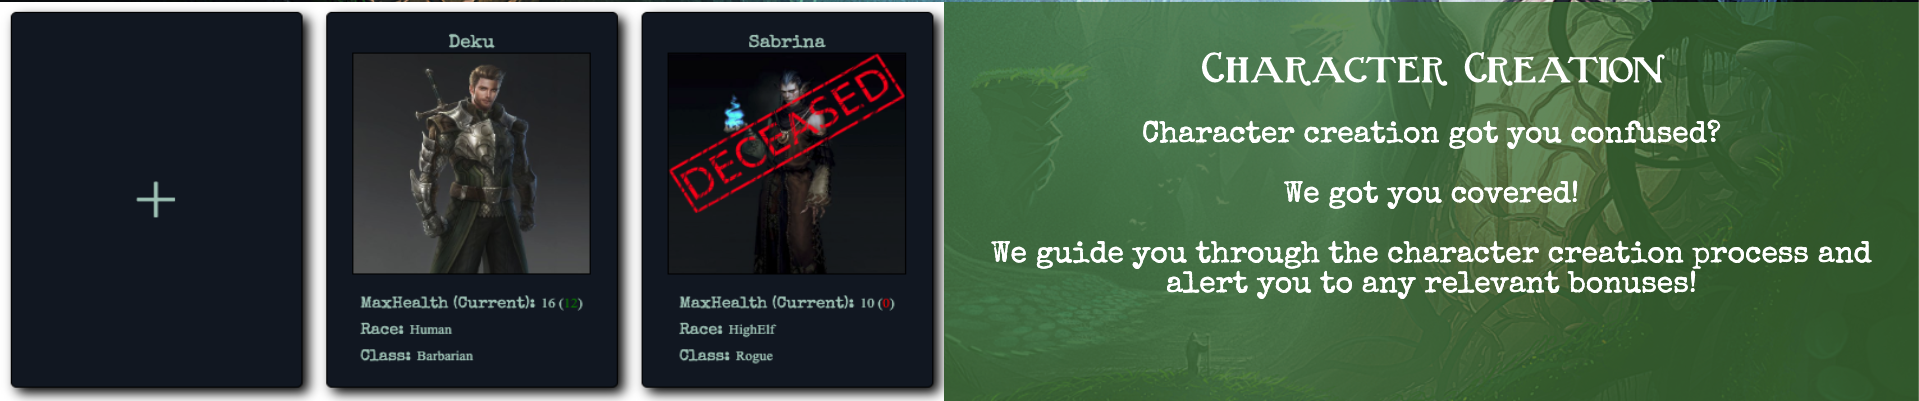 Deku
MaxHealth (Current): 16 (12)
Race: Human
Class: Barbarian
Sabrina
DECEASED
MaxHealth (Current): 10 (0)
Race: HighElf
Class: Rogue
Character Creation
Character creation got you confused?
We got you covered!
We guide you through the character creation process and
alert you to any relevant bonuses!